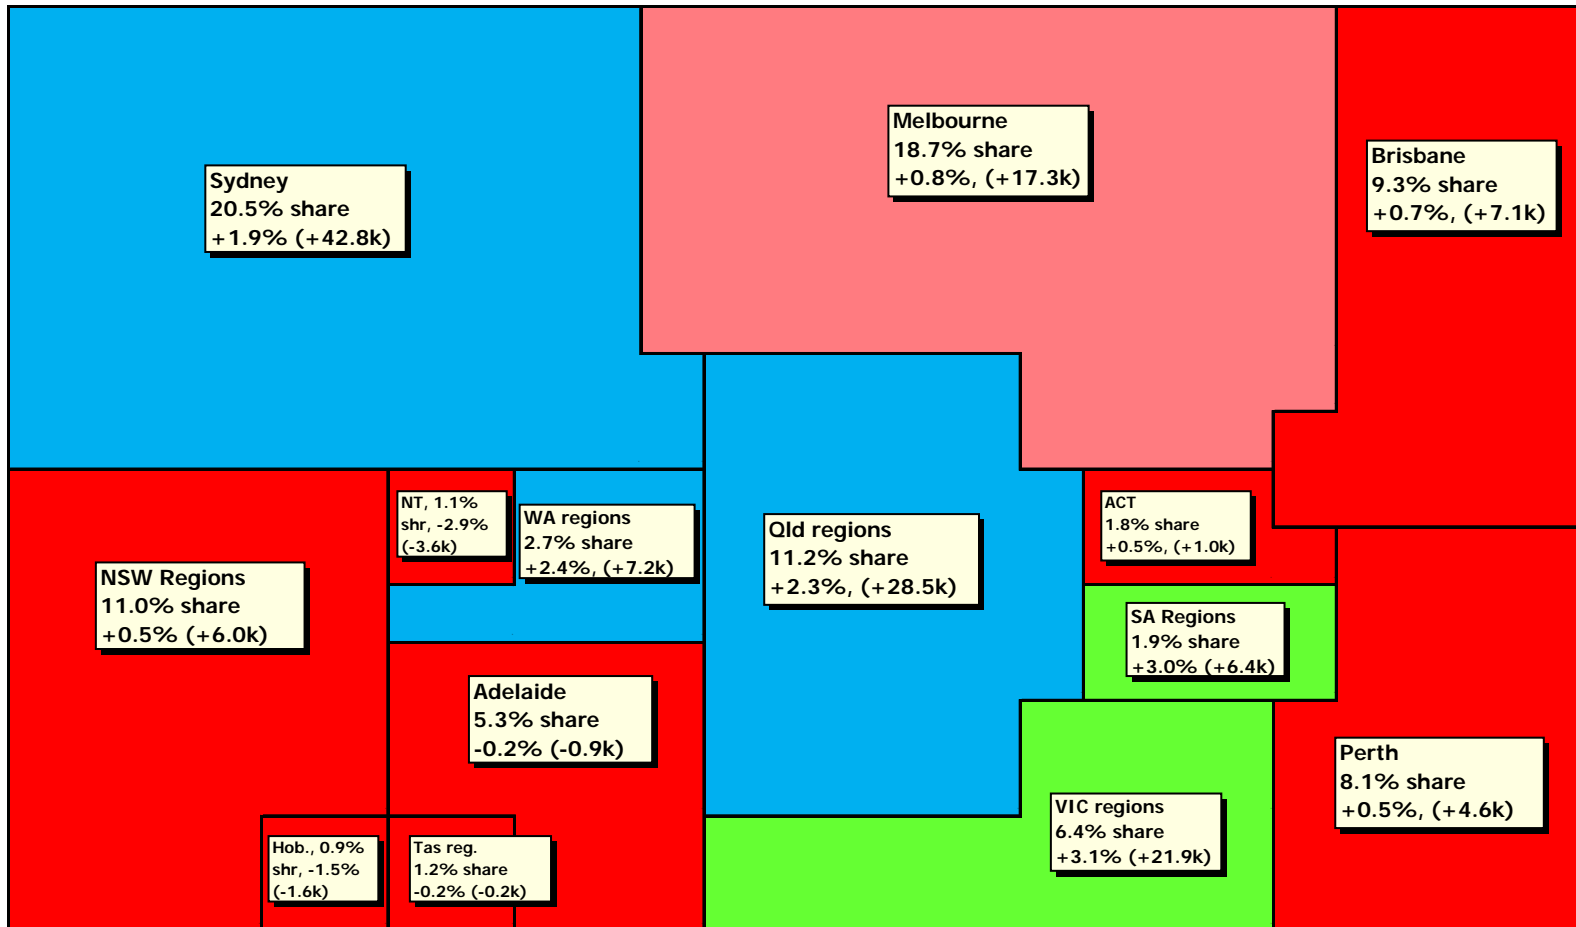 Sydney
20.5% share
+1.9% (+42.8k)
Melbourne
18.7% share
+0.8%, (+17.3k)
Brisbane
9.3% share
+0.7%, (+7.1k)
NT, 1.1%
shr, -2.9%
(-3.6k)
WA regions
2.7% share
+2.4%, (+7.2k)
Qld regions
11.2% share
+2.3%, (+28.5k)
ACT
1.8% share
+0.5%, (+1.0k)
NSW Regions
11.0% share
+0.5% (+6.0k)
SA Regions
1.9% share
+3.0% (+6.4k)
Adelaide
5.3% share
-0.2% (-0.9k)
Perth
8.1% share
+0.5%, (+4.6k)
VIC regions
6.4% share
+3.1% (+21.9k)
Hob., 0.9%
shr, -1.5%
(-1.6k)
Tas reg.
1.2% share
-0.2% (-0.2k)